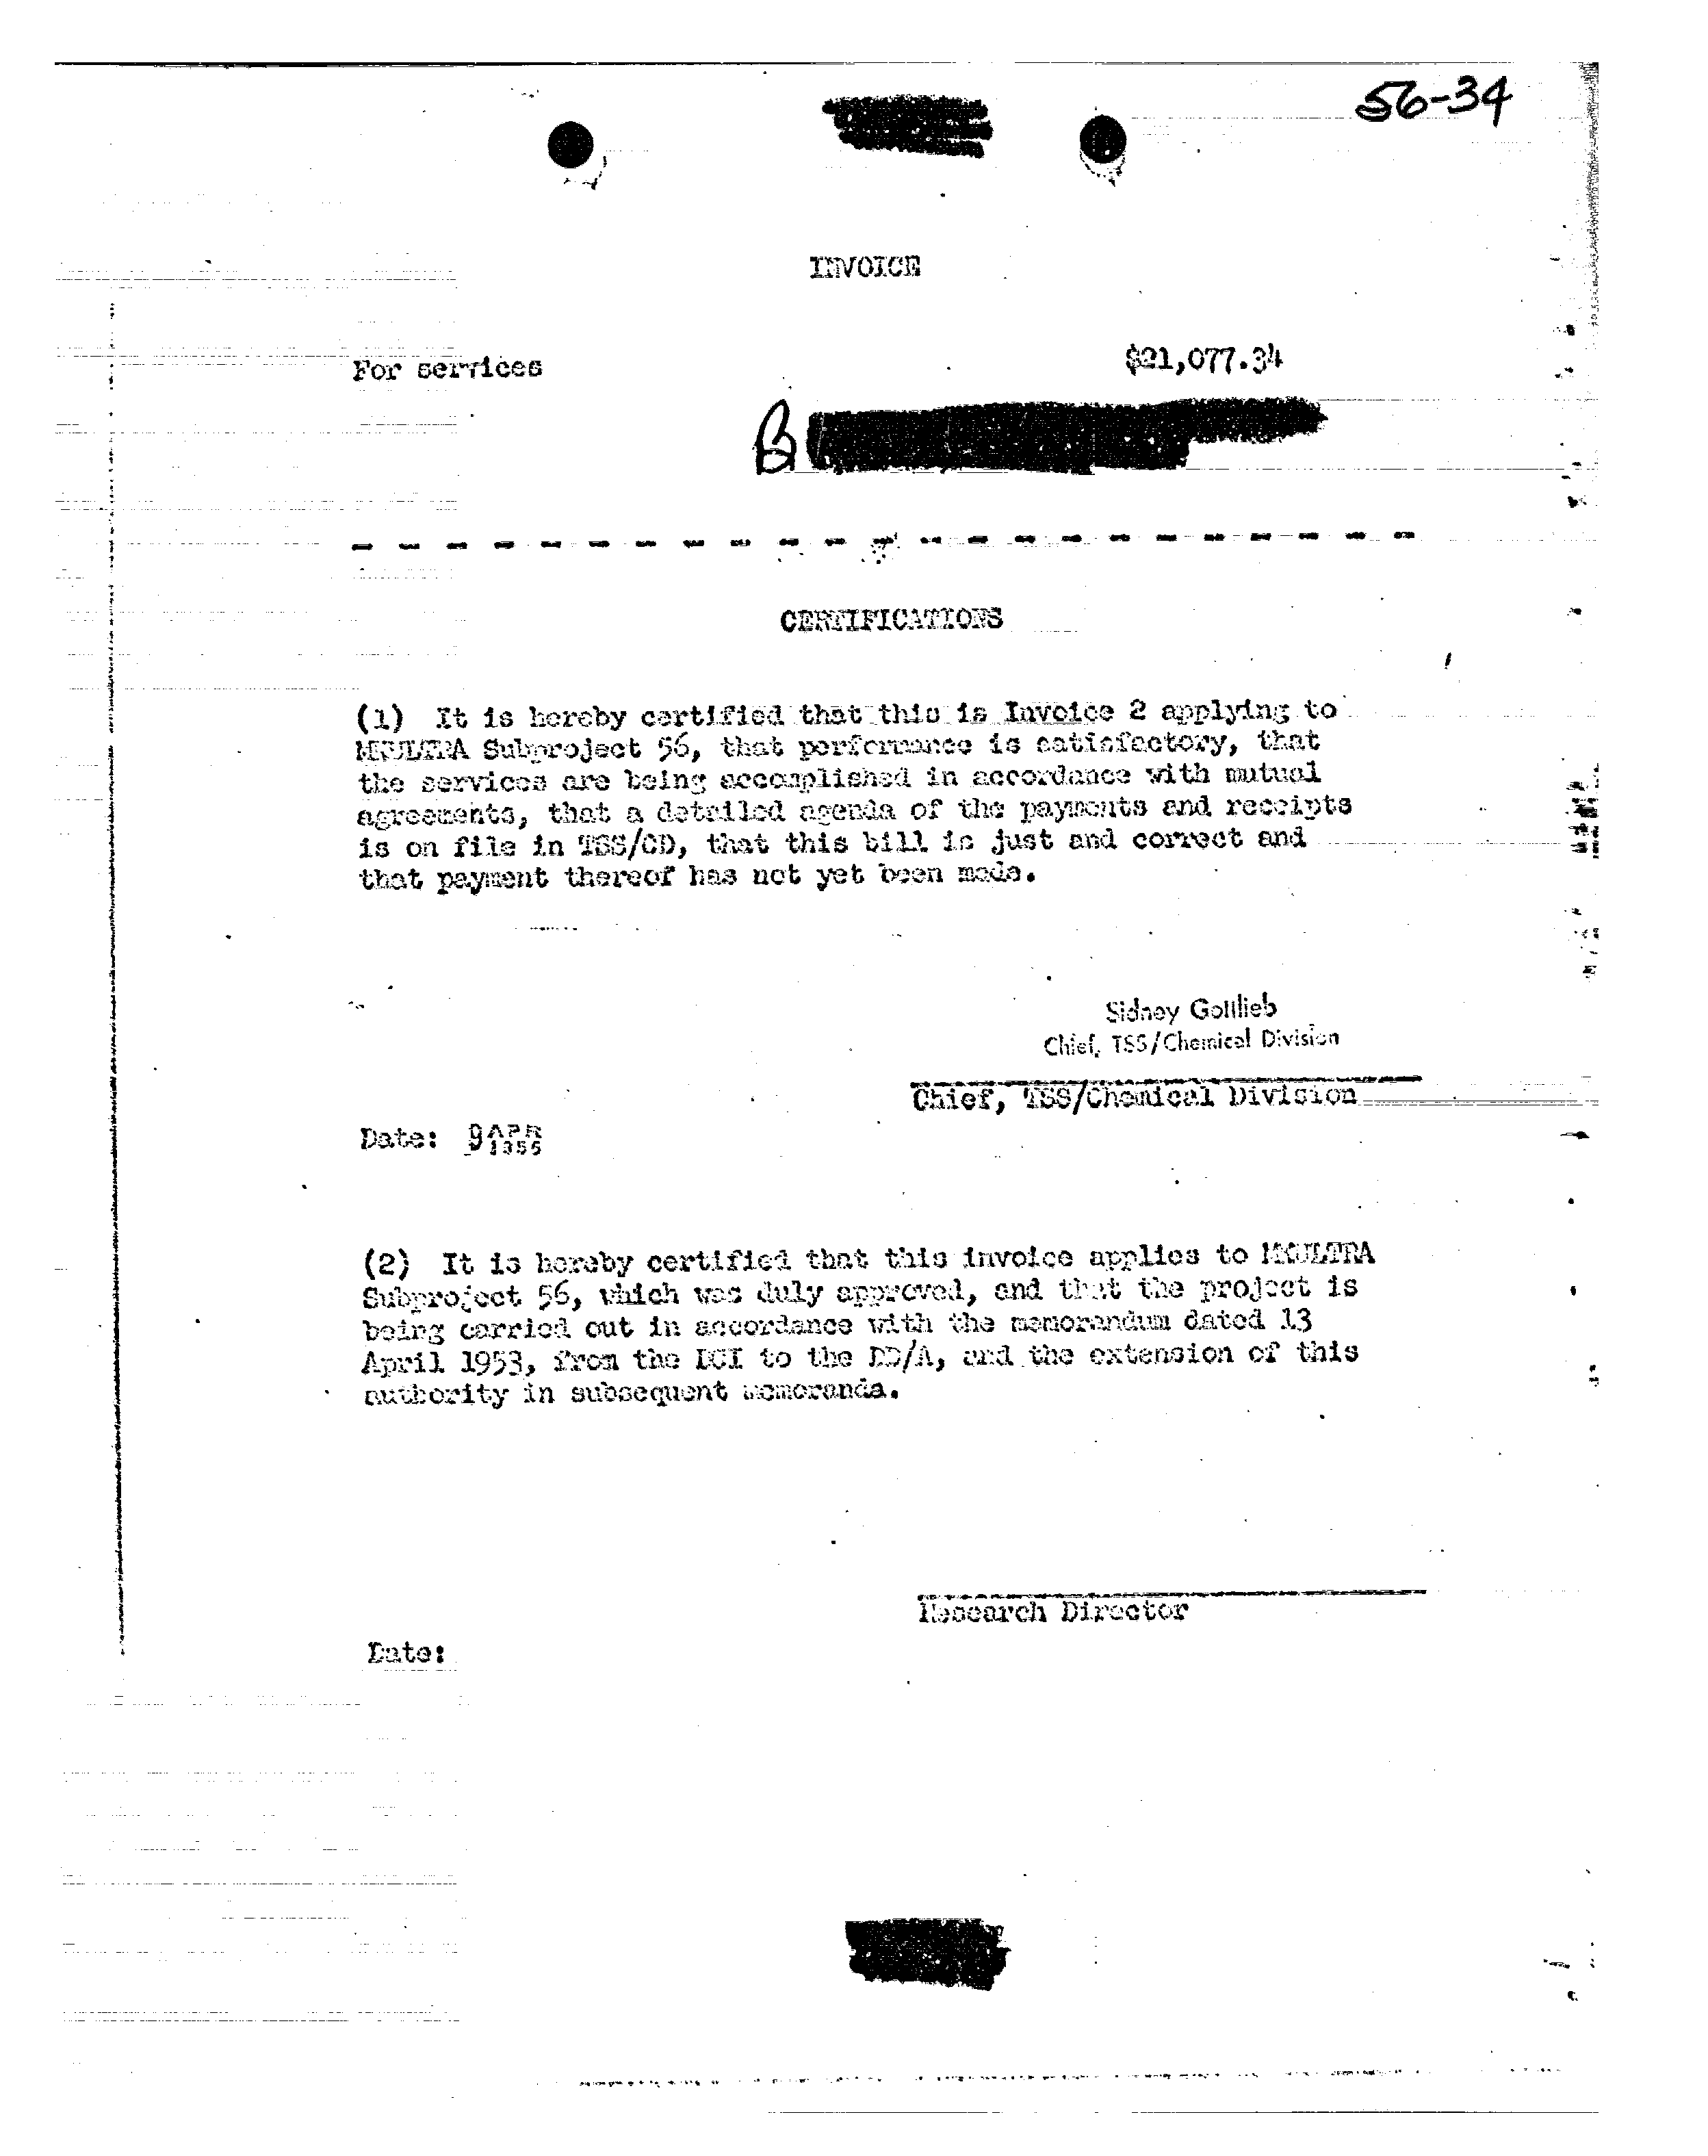 56-34
INVOICE
For services $21,077.34
B
CERTIFICATIONS
(1) It is hereby certified that this is Invoice 2 applying to
MKULTRA Subproject 56, that performance is satisfactory, that
the services are being accomplished in accordance with mutual
agreements, that a detailed agenda of the payments and receipts
is on file in TSS/CD, that this bill is just and correct and
that payment thereof has not yet been made.
Sidney Gottlieb
Chief, TSS/Chemical Division
Chief, TSS/Chemical Division
Date: 9 APR
(2) It is hereby certified that this invoice applies to MKULTRA
Subproject 56, which was duly approved, and that the project is
being carried out in accordance with the memorandum dated 13
April 1953, from the DCI to the DD/A, and the extension of this
authority in subsequent memoranda.
Research Director
Date: